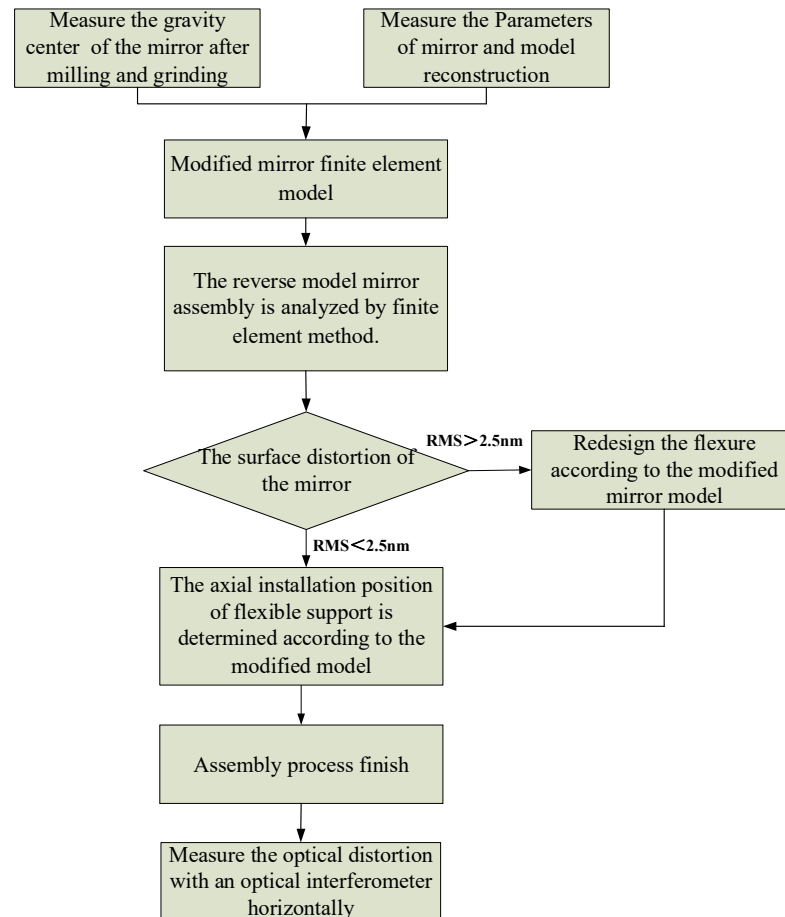 Measure the gravity
center of the mirror after
milling and grinding
Measure the Parameters
of mirror and model
reconstruction
Modified mirror finite element
model
The reverse model mirror
assembly is analyzed by finite
element method.
The surface distortion of
the mirror
RMS＞2.5nm
Redesign the flexure
according to the modified
mirror model
RMS＜2.5nm
The axial installation position
of flexible support is
determined according to the
modified model
Assembly process finish
Measure the optical distortion
with an optical interferometer
horizontally